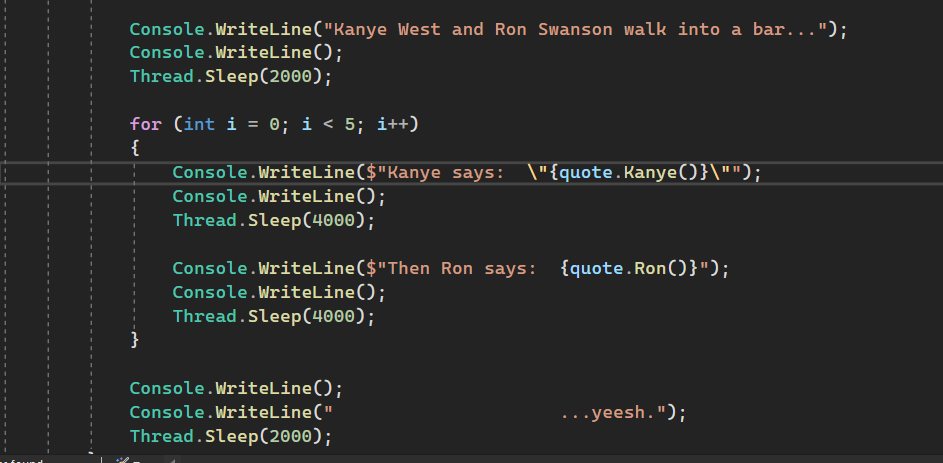 Console.WriteLine("Kanye West and Ron Swanson walk into a bar...");
Console.WriteLine();
Thread.Sleep(2000);

for (int i = 0; i < 5; i++)
{
    Console.WriteLine($"Kanye says:  \"{quote.Kanye()}\"");
    Console.WriteLine();
    Thread.Sleep(4000);

    Console.WriteLine($"Then Ron says:  {quote.Ron()}");
    Console.WriteLine();
    Thread.Sleep(4000);
}

Console.WriteLine();
Console.WriteLine("                     ...yeesh.");
Thread.Sleep(2000);